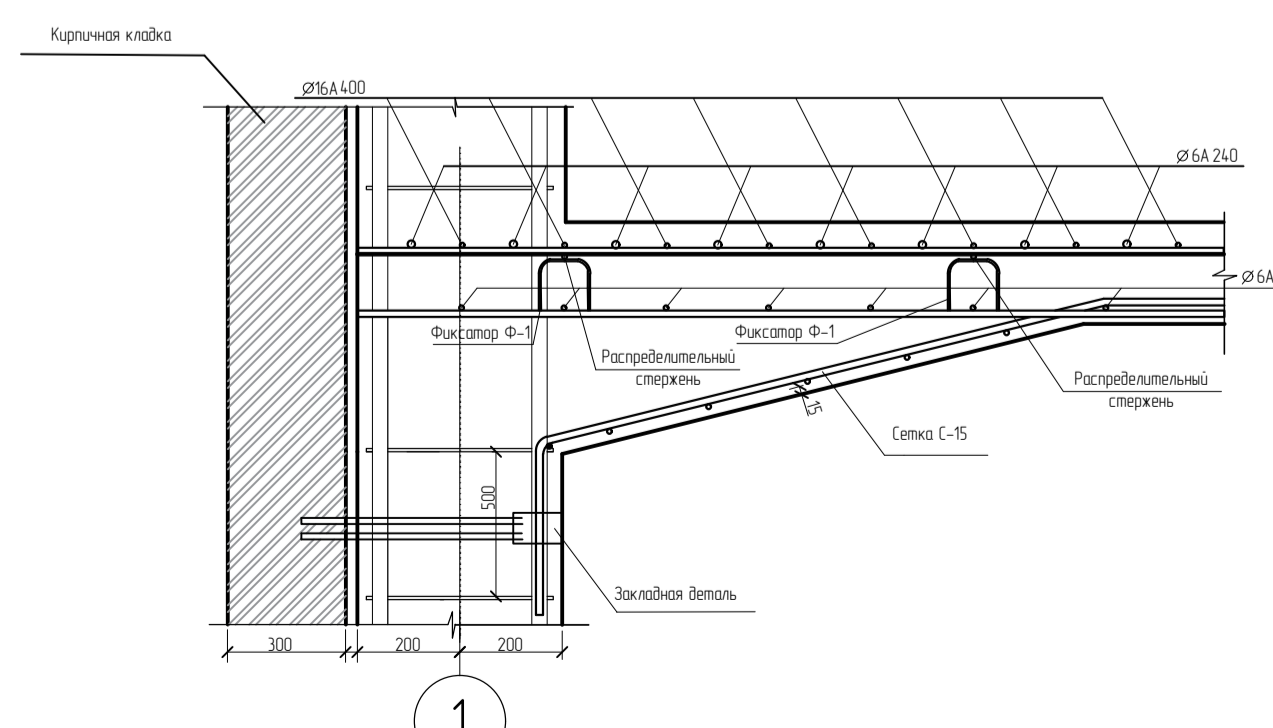 Кирпичная кладка
Ø16А400
Ø6А240
Ø6А
Фиксатор Ф-1
Фиксатор Ф-1
Распределительный
стержень
Распределительный
стержень
15
Сетка С-15
500
Закладная деталь
300
200
200
1